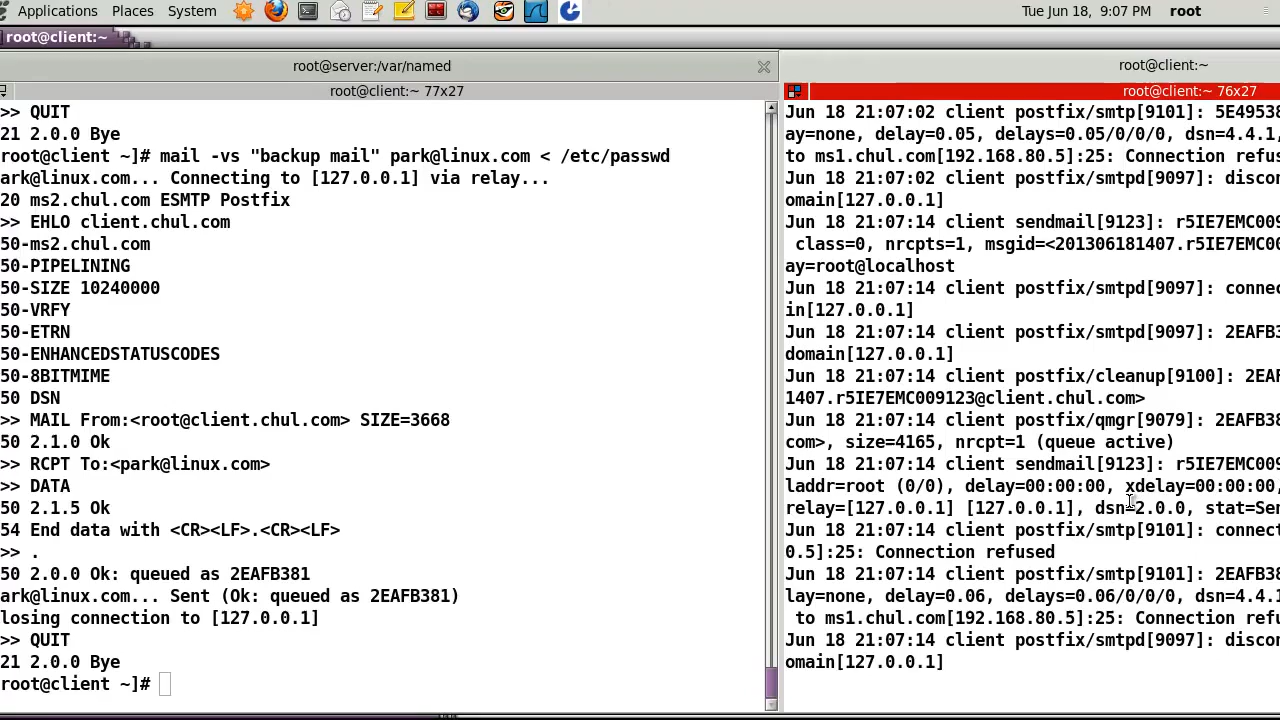 Applications Places System
Tue Jun 18, 9:07 PM root
root@client:~
root@server:/var/named
root@client:~ 77x27
>> QUIT
21 2.0.0 Bye
root@client ~]# mail -vs "backup mail" park@linux.com < /etc/passwd
ark@linux.com... Connecting to [127.0.0.1] via relay...
20 ms2.chul.com ESMTP Postfix
>> EHLO client.chul.com
50-ms2.chul.com
50-PIPELINING
50-SIZE 10240000
50-VRFY
50-ETRN
50-ENHANCEDSTATUSCODES
50-8BITMIME
50 DSN
>> MAIL From:<root@client.chul.com> SIZE=3668
50 2.1.0 Ok
>> RCPT To:<park@linux.com>
>> DATA
50 2.1.5 Ok
54 End data with <CR><LF>.<CR><LF>
>> .
50 2.0.0 Ok: queued as 2EAFB381
ark@linux.com... Sent (Ok: queued as 2EAFB381)
losing connection to [127.0.0.1]
>> QUIT
21 2.0.0 Bye
root@client ~]#
root@client:~
root@client:~ 76x27
Jun 18 21:07:02 client postfix/smtp[9101]: 5E49538
ay=none, delay=0.05, delays=0.05/0/0/0, dsn=4.4.1,
to ms1.chul.com[192.168.80.5]:25: Connection refus
Jun 18 21:07:02 client postfix/smtpd[9097]: discon
omain[127.0.0.1]
Jun 18 21:07:14 client sendmail[9123]: r5IE7EMC009
class=0, nrcpts=1, msgid=<201306181407.r5IE7EMC00
ay=root@localhost
Jun 18 21:07:14 client postfix/smtpd[9097]: connec
in[127.0.0.1]
Jun 18 21:07:14 client postfix/smtpd[9097]: 2EAFB3
domain[127.0.0.1]
Jun 18 21:07:14 client postfix/cleanup[9100]: 2EAF
1407.r5IE7EMC009123@client.chul.com>
Jun 18 21:07:14 client postfix/qmgr[9079]: 2EAFB38
com>, size=4165, nrcpt=1 (queue active)
Jun 18 21:07:14 client sendmail[9123]: r5IE7EMC009
laddr=root (0/0), delay=00:00:00, xdelay=00:00:00,
relay=[127.0.0.1] [127.0.0.1], dsn=2.0.0, stat=Sen
Jun 18 21:07:14 client postfix/smtp[9101]: connect
0.5]:25: Connection refused
Jun 18 21:07:14 client postfix/smtp[9101]: 2EAFB38
lay=none, delay=0.06, delays=0.06/0/0/0, dsn=4.4.1
to ms1.chul.com[192.168.80.5]:25: Connection refu
Jun 18 21:07:14 client postfix/smtpd[9097]: discon
omain[127.0.0.1]